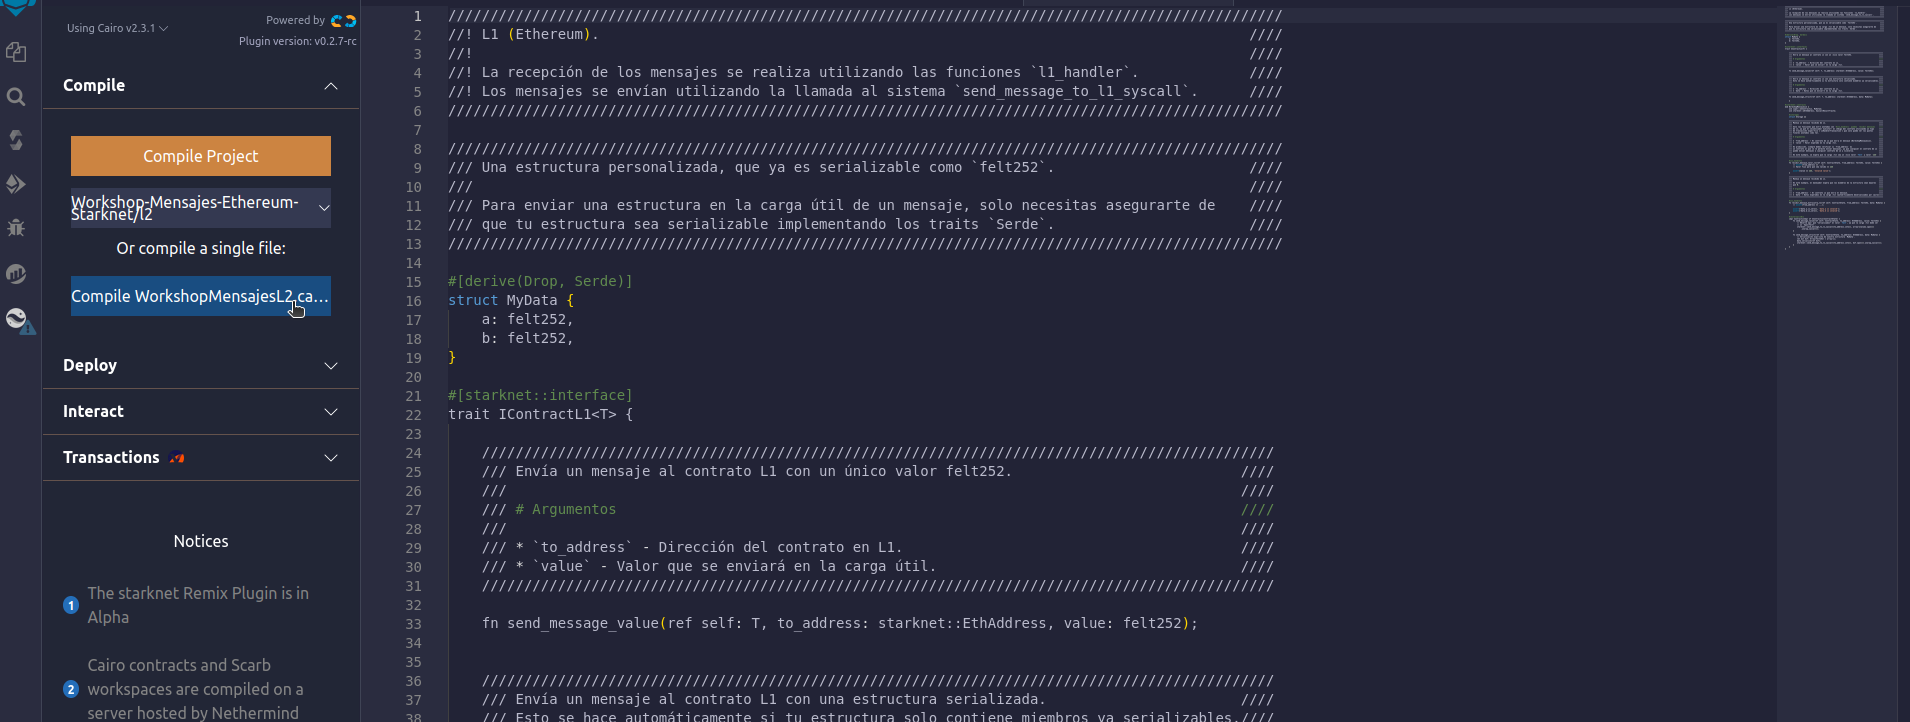 Using Cairo v2.3.1
Powered by
Plugin version: v0.2.7-rc
Compile
Compile Project
Workshop-Mensajes-Ethereum-
Starknet/l2
Or compile a single file:
Compile WorkshopMensajesL2.ca...
Deploy
Interact
Transactions
Notices
1 The starknet Remix Plugin is in
Alpha
Cairo contracts and Scarb
2 workspaces are compiled on a
server hosted by Nethermind
1 ///////////////////////////////////////////////////////////////////////////////////////////////////
2 //! L1 (Ethereum). ////
3 //! ////
4 //! La recepción de los mensajes se realiza utilizando las funciones `l1_handler`. ////
5 //! Los mensajes se envían utilizando la llamada al sistema `send_message_to_l1_syscall`. ////
6 ///////////////////////////////////////////////////////////////////////////////////////////////////
7
8 ///////////////////////////////////////////////////////////////////////////////////////////////////
9 /// Una estructura personalizada, que ya es serializable como `felt252`. ////
10 /// ////
11 /// Para enviar una estructura en la carga útil de un mensaje, solo necesitas asegurarte de ////
12 /// que tu estructura sea serializable implementando los traits `Serde`. ////
13 ///////////////////////////////////////////////////////////////////////////////////////////////////
14
15 #[derive(Drop, Serde)]
16 struct MyData {
17 a: felt252,
18 b: felt252,
19 }
20
21 #[starknet::interface]
22 trait IContractL1<T> {
23
24 //////////////////////////////////////////////////////////////////////////////////////////////
25 /// Envía un mensaje al contrato L1 con un único valor felt252. ////
26 /// ////
27 /// # Argumentos ////
28 /// ////
29 /// * `to_address` - Dirección del contrato en L1. ////
30 /// * `value` - Valor que se enviará en la carga útil. ////
31 //////////////////////////////////////////////////////////////////////////////////////////////
32
33 fn send_message_value(ref self: T, to_address: starknet::EthAddress, value: felt252);
34
35
36 //////////////////////////////////////////////////////////////////////////////////////////////
37 /// Envía un mensaje al contrato L1 con una estructura serializada. ////
38 /// Esto se hace automáticamente si tu estructura solo contiene miembros ya serializables.////